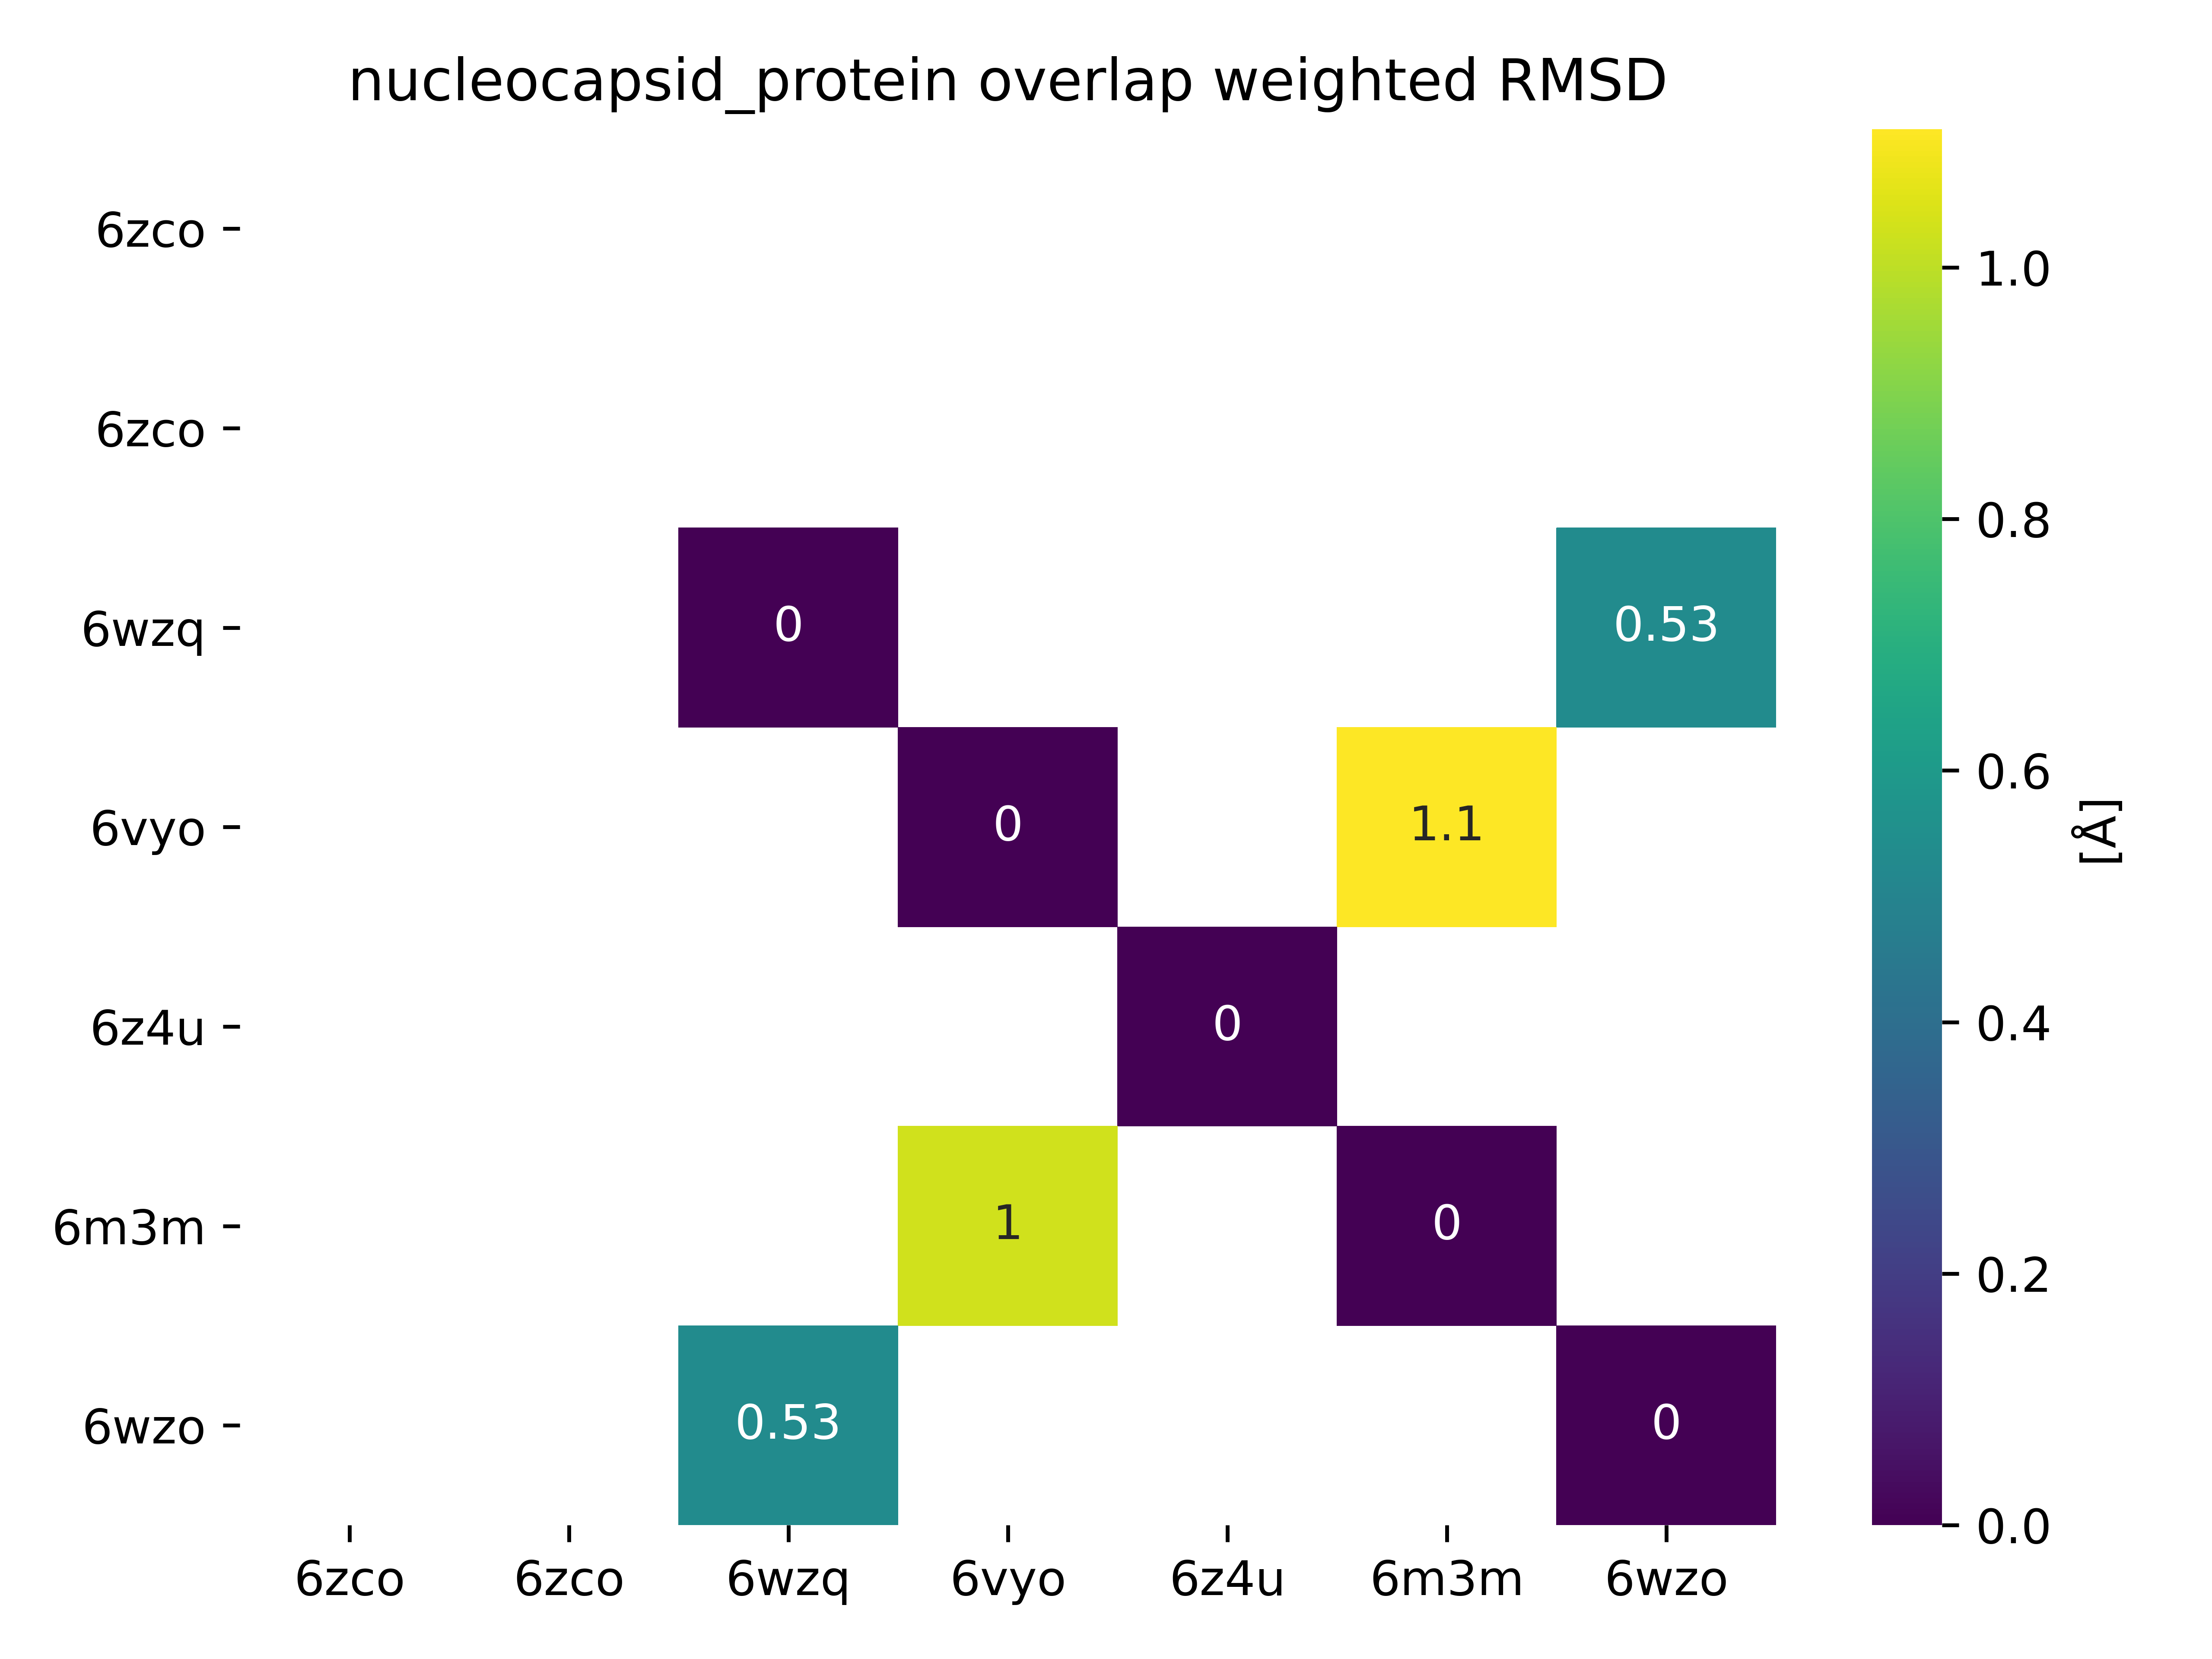 nucleocapsid_protein overlap weighted RMSD
6zco
6zco
6wzq
6vyo
6z4u
6m3m
6wzo
0 0.53
0 1.1
0
1 0
0.53 0
6zco 6zco 6wzq 6vyo 6z4u 6m3m 6wzo
1.0
0.8
0.6
0.4
0.2
0.0
[Å]